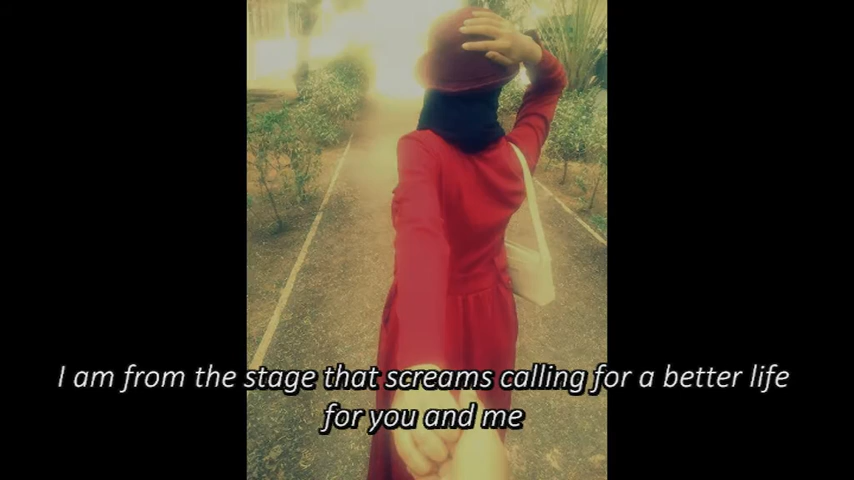 I am from the stage that screams calling for a better life
for you and me